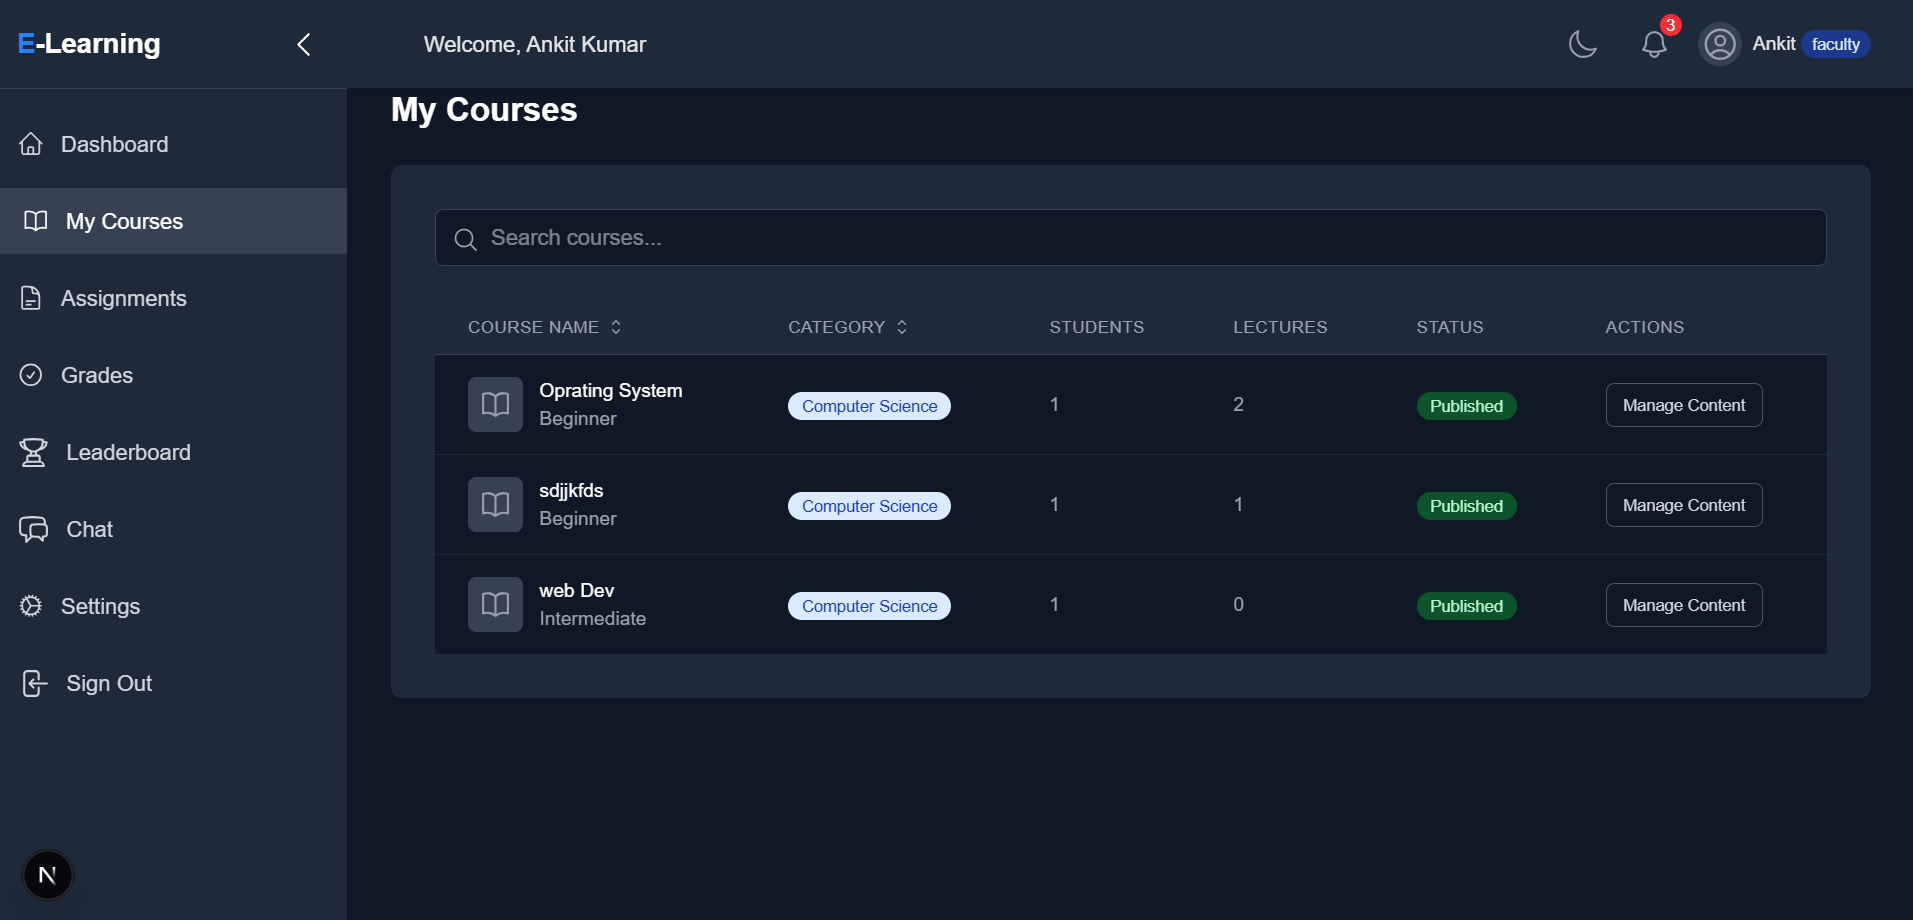 E-Learning
Welcome, Ankit Kumar
3
Ankit faculty
Dashboard
My Courses
Assignments
Grades
Leaderboard
Chat
Settings
Sign Out
N
My Courses
Search courses...
COURSE NAME CATEGORY STUDENTS LECTURES STATUS ACTIONS
Oprating System
Beginner
Computer Science 1 2 Published Manage Content
sdjjkfds
Beginner
Computer Science 1 1 Published Manage Content
web Dev
Intermediate
Computer Science 1 0 Published Manage Content